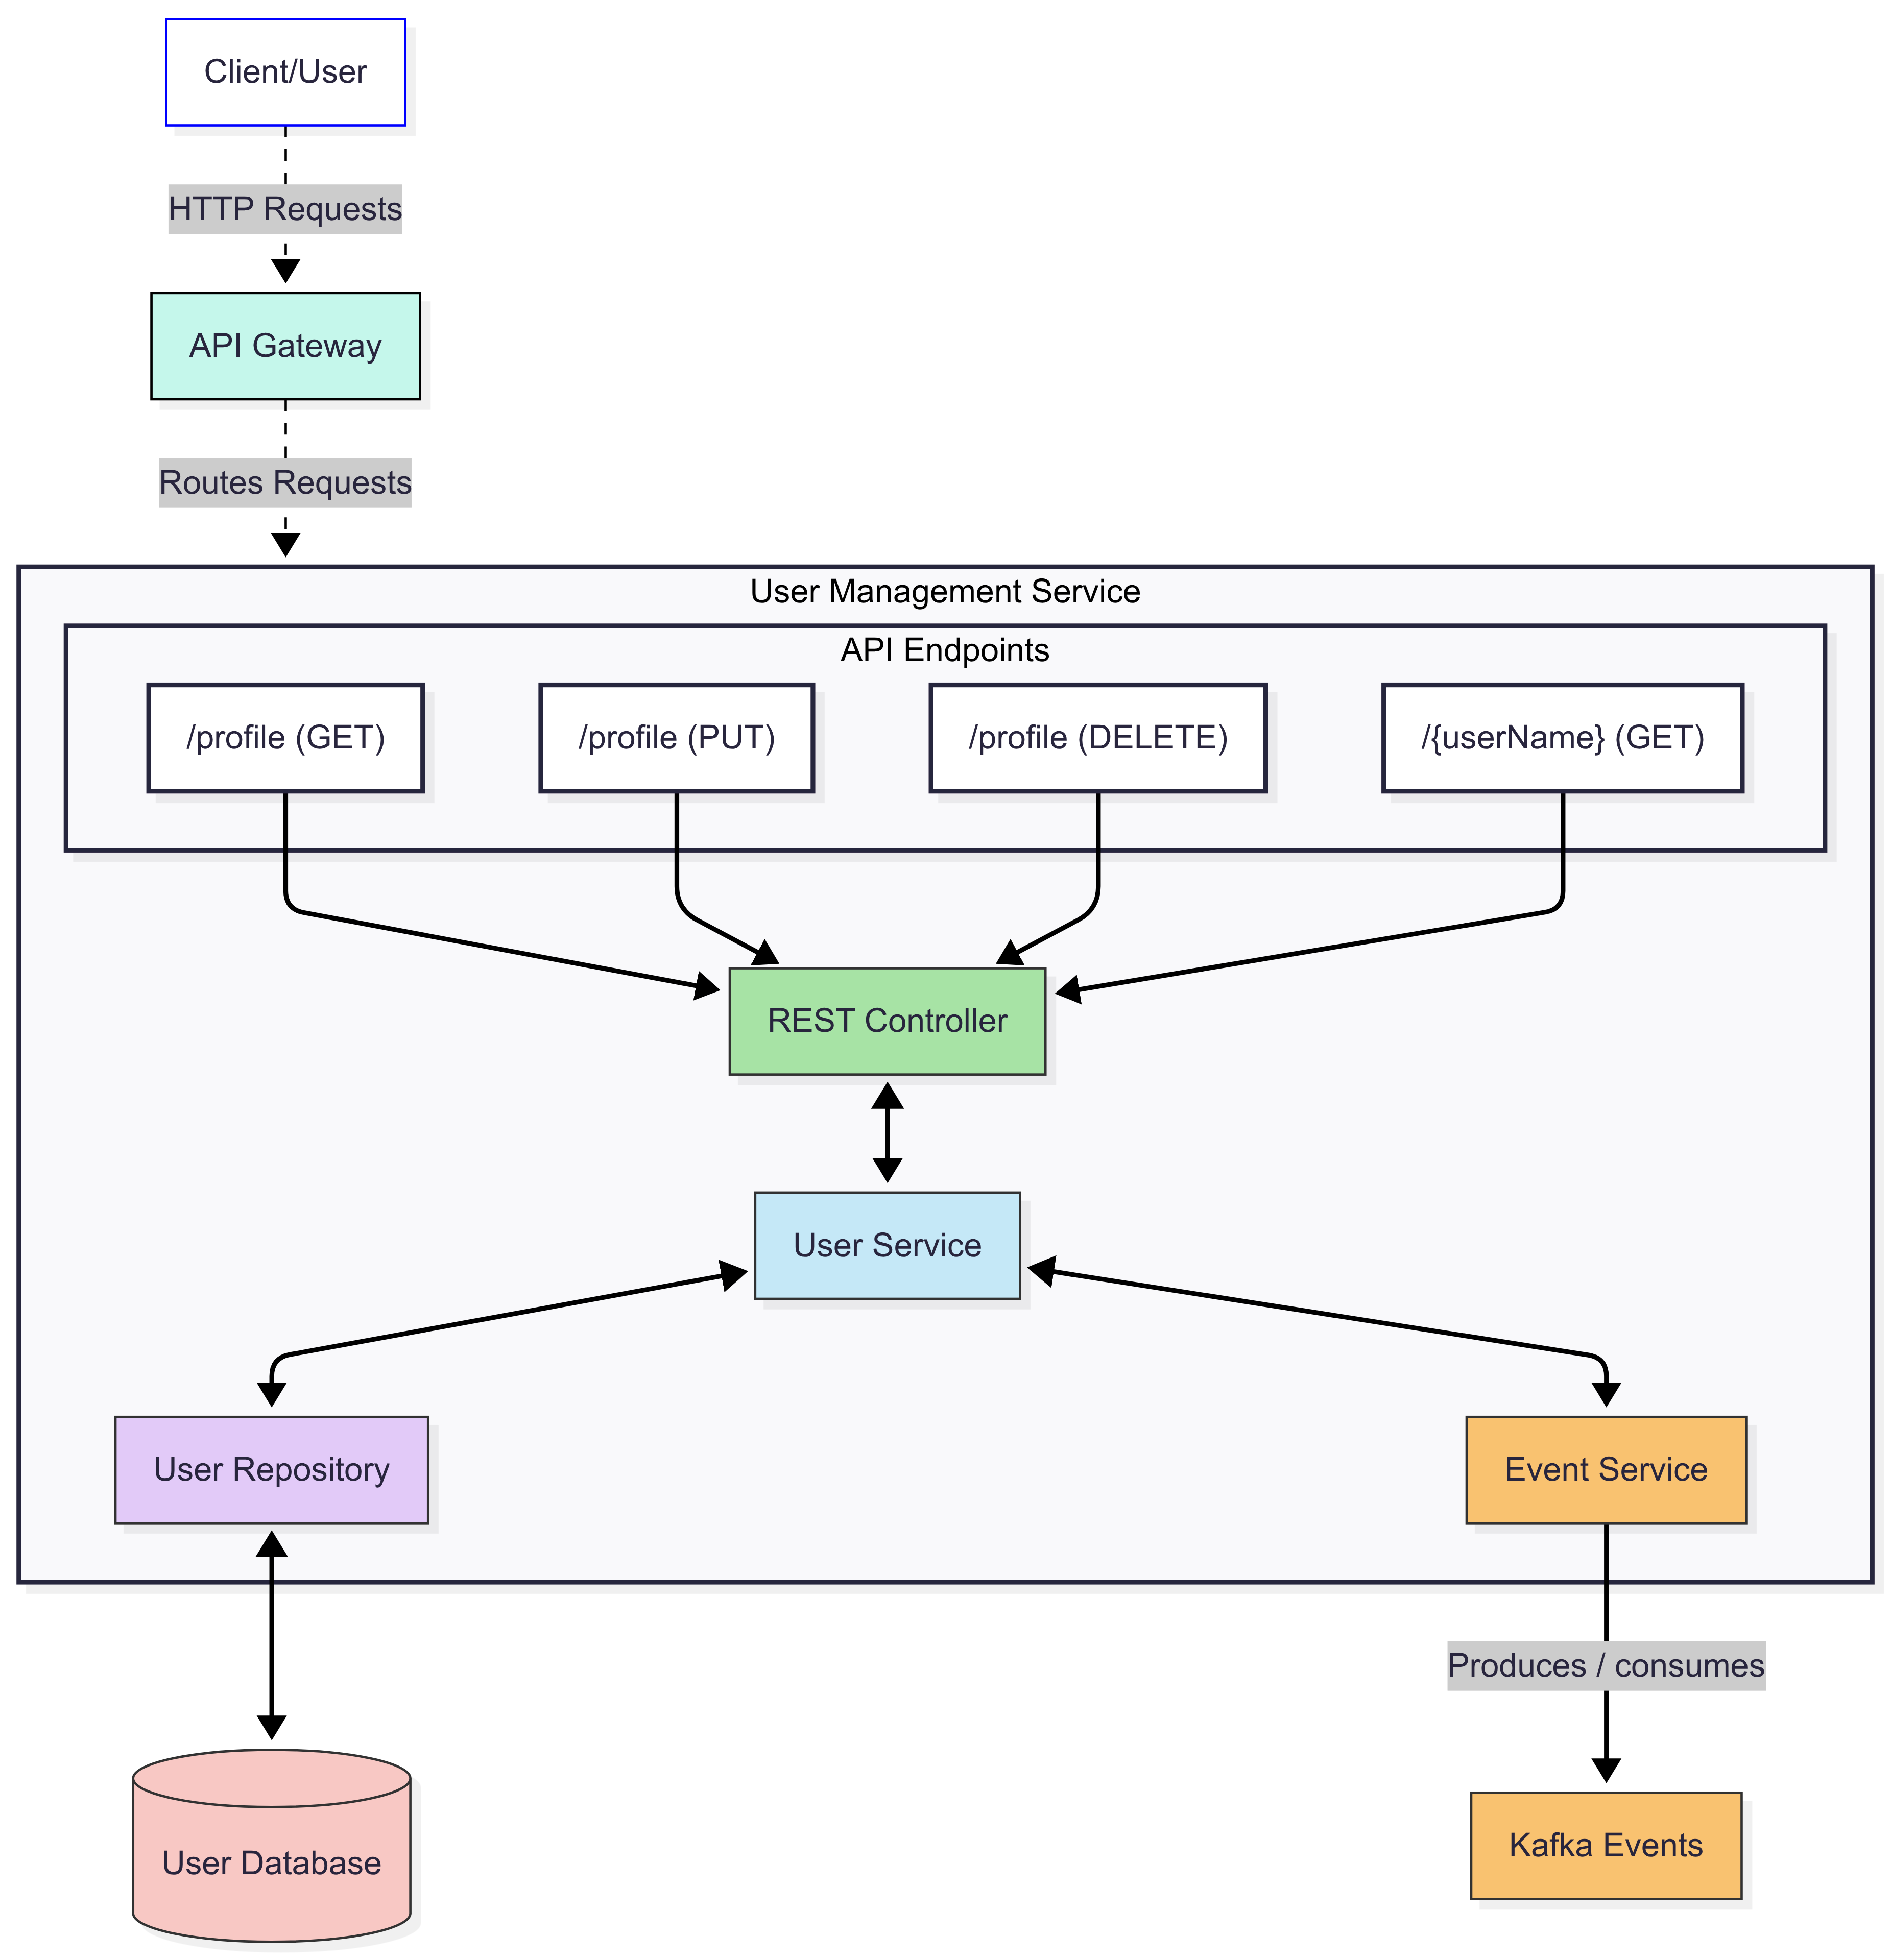 Client/User
HTTP Requests
API Gateway
Routes Requests
User Management Service
API Endpoints
/profile (GET)
/profile (PUT)
/profile (DELETE)
/{userName} (GET)
REST Controller
User Service
User Repository
Event Service
Produces / consumes
User Database
Kafka Events